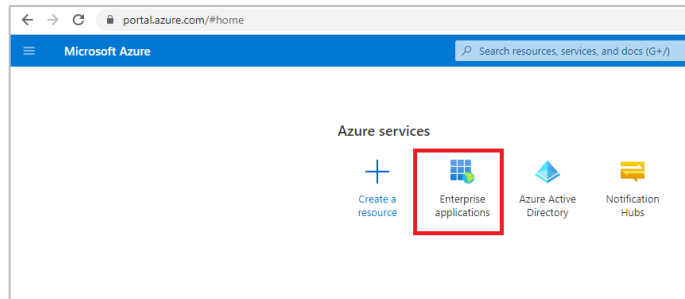 portal.azure.com/#home
Microsoft Azure
Search resources, services, and docs (G+/)
Azure services
Create a
resource
Enterprise
applications
Azure Active
Directory
Notification
Hubs